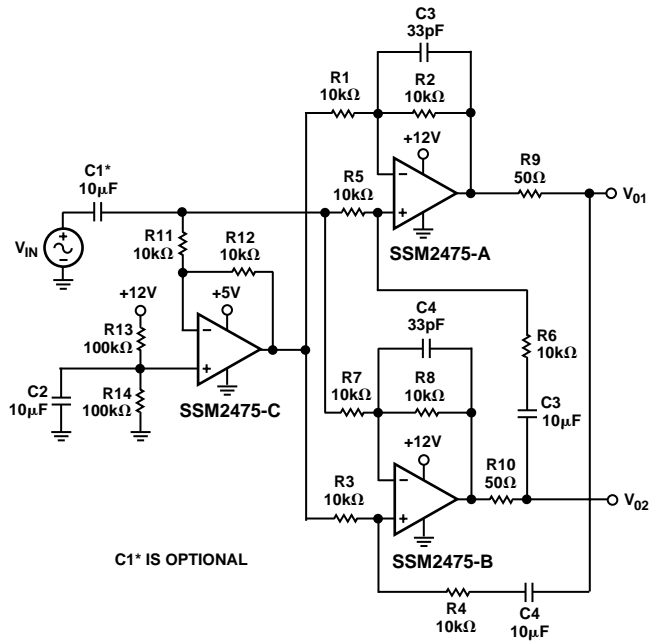 C3
33pF
R1
10kΩ
R2
10kΩ
+12V
C1*
10μF
R5
10kΩ
R9
50Ω
V01
R11
10kΩ
R12
10kΩ
VIN
SSM2475-A
+12V
+5V
R13
100kΩ
C4
33pF
R6
10kΩ
C2
10μF
R14
100kΩ
SSM2475-C
R7
10kΩ
R8
10kΩ
C3
10μF
+12V
R10
50Ω
R3
10kΩ
V02
C1* IS OPTIONAL
SSM2475-B
R4
10kΩ
C4
10μF